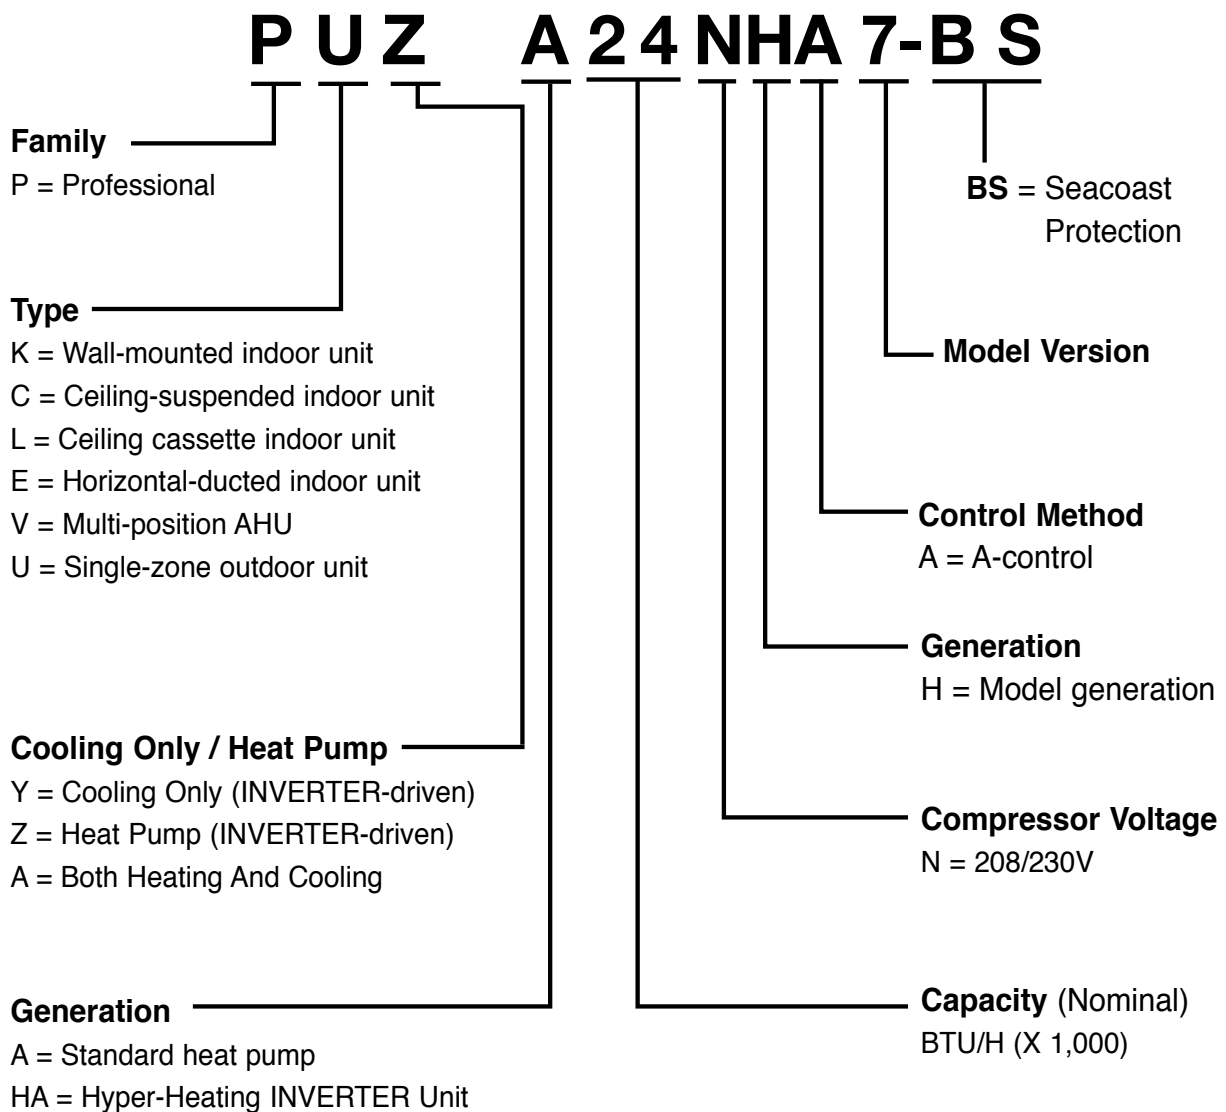 PUZ A24NHA7-BS
Family
P = Professional
Type
K = Wall-mounted indoor unit
C = Ceiling-suspended indoor unit
L = Ceiling cassette indoor unit
E = Horizontal-ducted indoor unit
V = Multi-position AHU
U = Single-zone outdoor unit
Cooling Only / Heat Pump
Y = Cooling Only (INVERTER-driven)
Z = Heat Pump (INVERTER-driven)
A = Both Heating And Cooling
Generation
A = Standard heat pump
HA = Hyper-Heating INVERTER Unit
BS = Seacoast
Protection
Model Version
Control Method
A = A-control
Generation
H = Model generation
Compressor Voltage
N = 208/230V
Capacity (Nominal)
BTU/H (X 1,000)